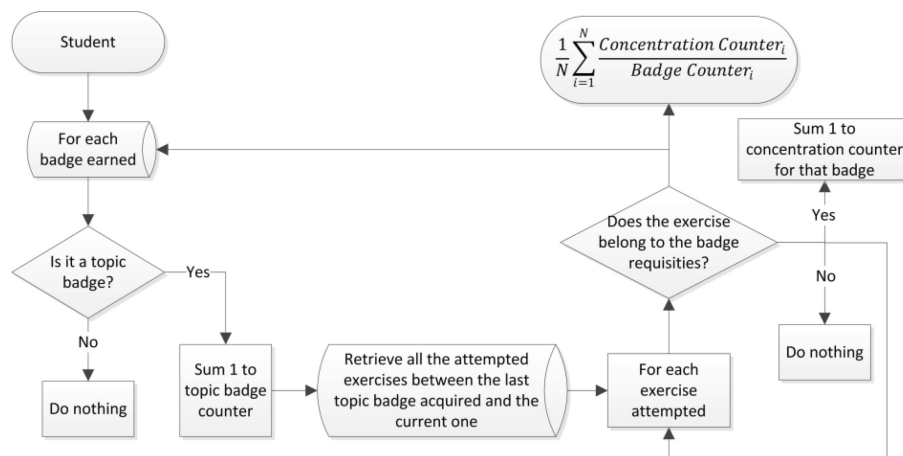 Student
For each
badge earned
Is it a topic
badge?
Yes
No
Do nothing
Sum 1 to
topic badge
counter
Retrieve all the attempted
exercises between the last
topic badge acquired and the
current one
For each
exercise
attempted
Does the exercise
belong to the badge
requisities?
Yes
Sum 1 to
concentration counter
for that badge
No
Do nothing
1/N ∑_{i=1}^{N} Concentration Counter_i / Badge Counter_i